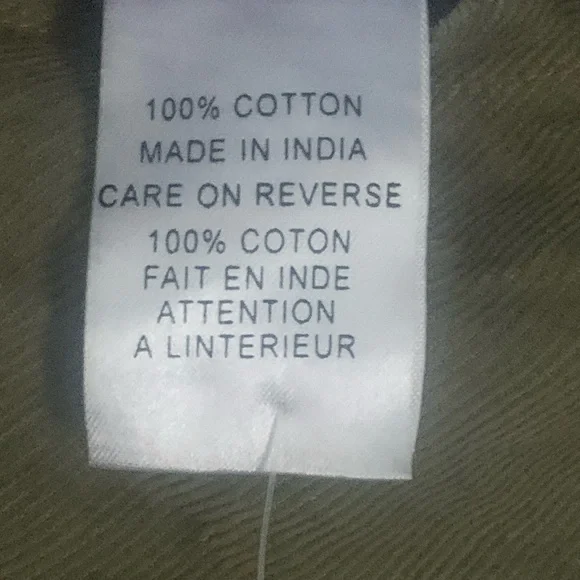 100% COTTON
MADE IN INDIA
CARE ON REVERSE
100% COTON
FAIT EN INDE
ATTENTION
A LINTERIEUR